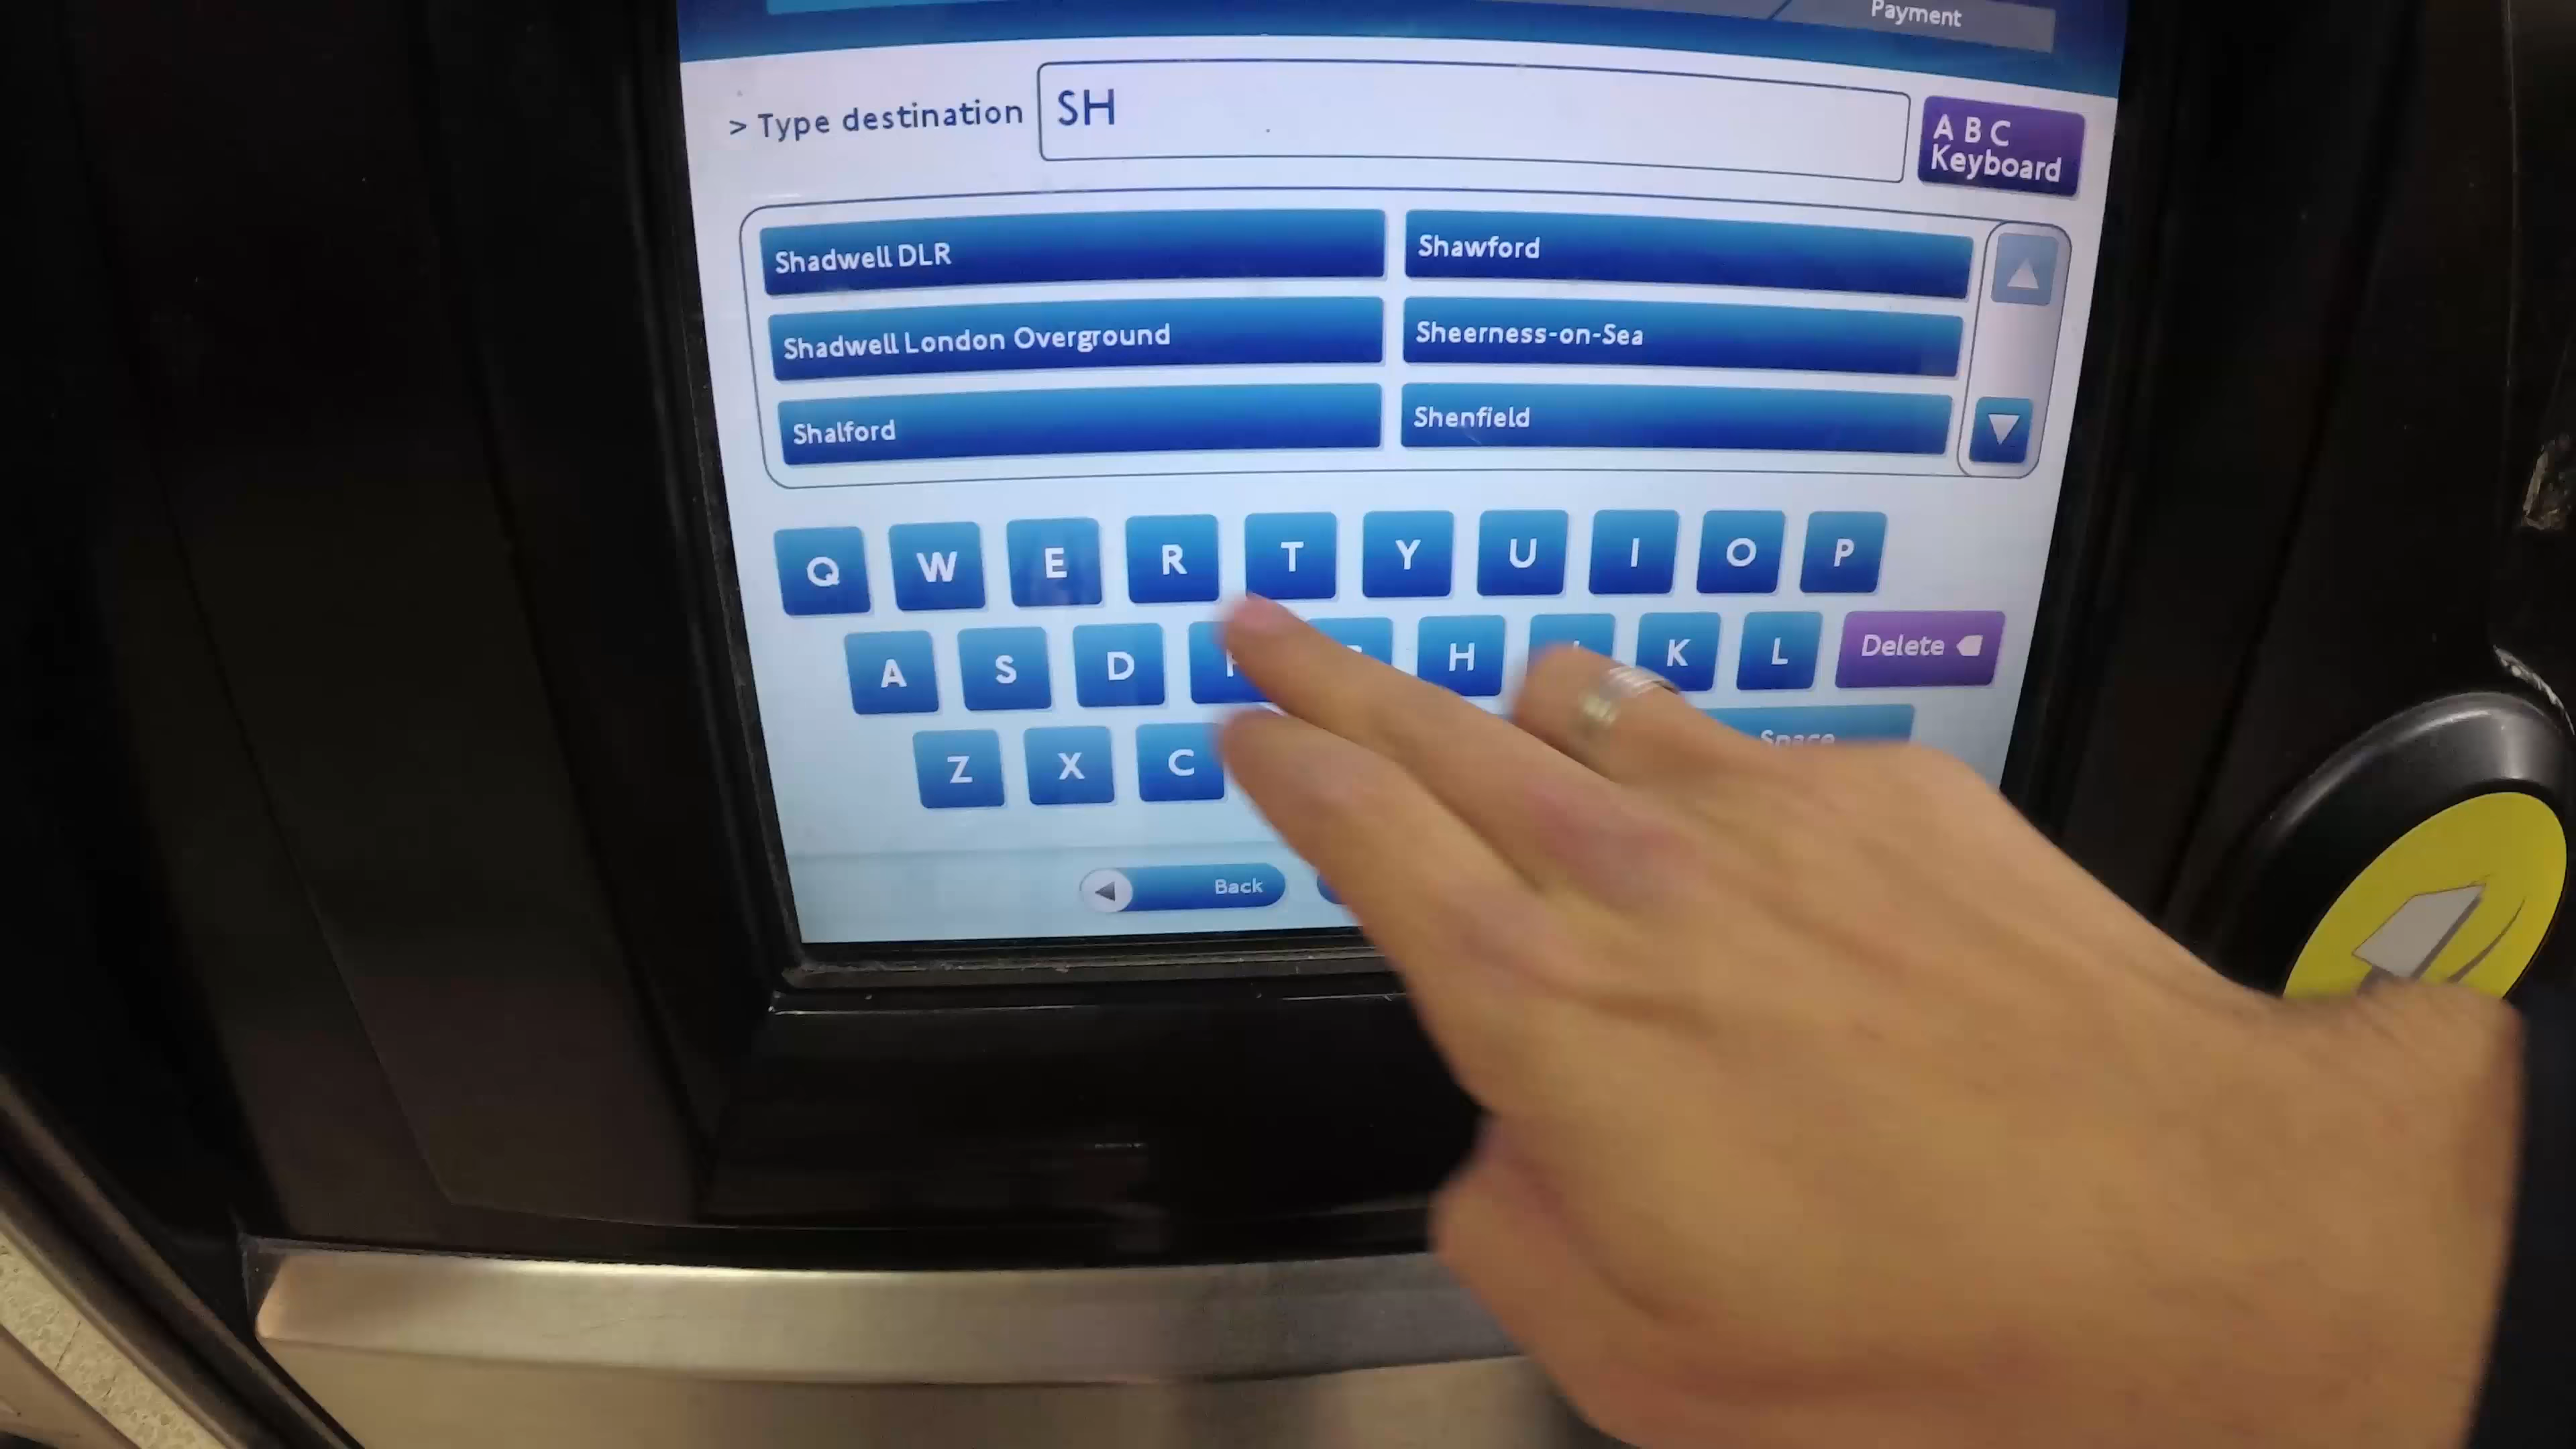 Payment
> Type destination
SH
A B C
Keyboard
Shadwell DLR
Shawford
Shadwell London Overground
Sheerness-on-Sea
Shalford
Shenfield
Q W E R T Y U I O P
A S D F H K L Delete
Z X C Space
Back